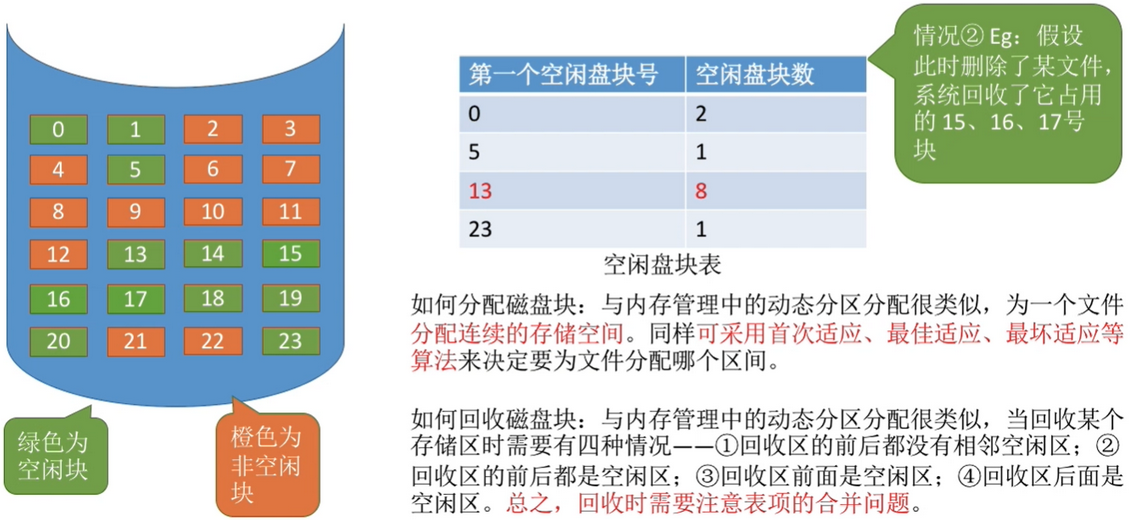 0 1 2 3
4 5 6 7
8 9 10 11
12 13 14 15
16 17 18 19
20 21 22 23
绿色为
空闲块
橙色为
非空闲
块
第一个空闲盘块号 空闲盘块数
0 2
5 1
13 8
23 1
空闲盘块表
情况② Eg：假设
此时删除了某文件，
系统回收了它占用
的 15、16、17号
块
如何分配磁盘块：与内存管理中的动态分区分配很类似，为一个文件
分配连续的存储空间。同样可采用首次适应、最佳适应、最坏适应等
算法来决定要为文件分配哪个区间。
如何回收磁盘块：与内存管理中的动态分区分配很类似，当回收某个
存储区时需要有四种情况——①回收区的前后都没有相邻空闲区；②
回收区的前后都是空闲区；③回收区前面是空闲区；④回收区后面是
空闲区。总之，回收时需要注意表项的合并问题。